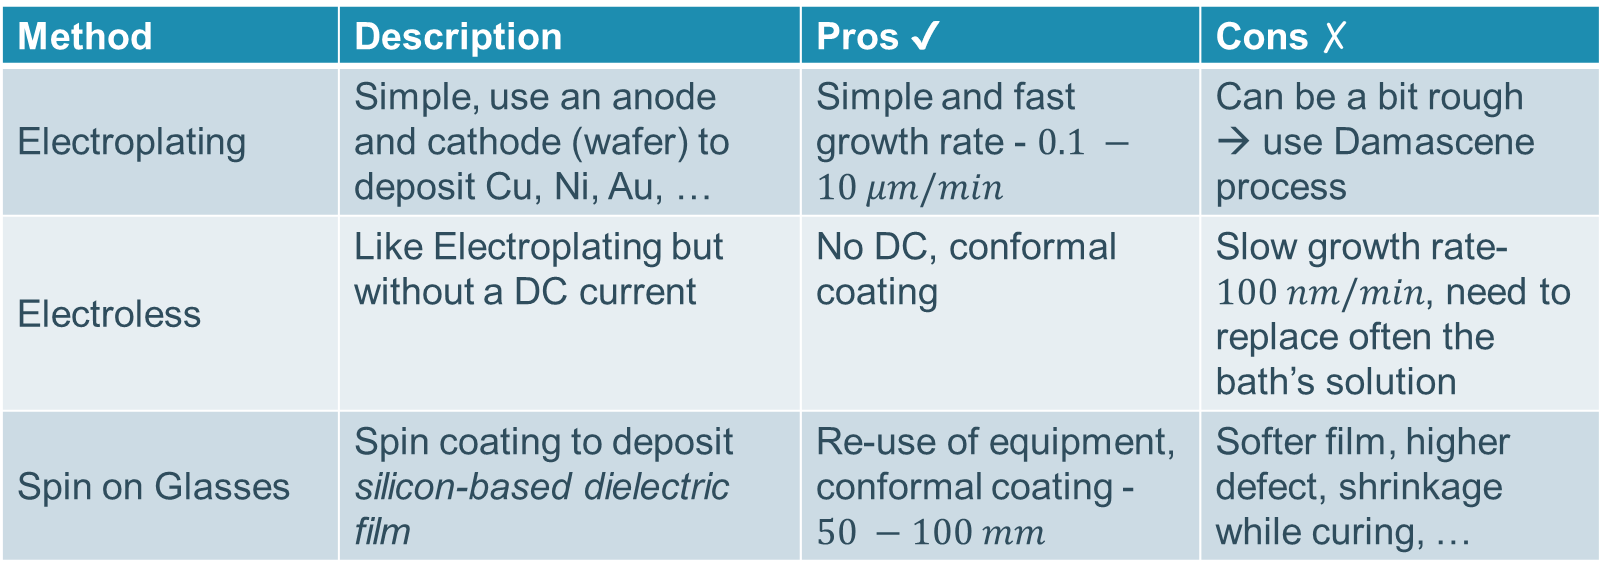 Method
Description
Pros ✓
Cons ✗
Electroplating
Simple, use an anode
and cathode (wafer) to
deposit Cu, Ni, Au, …
Simple and fast
growth rate - 0.1 −
10 μm/min
Can be a bit rough
→ use Damascene
process
Electroless
Like Electroplating but
without a DC current
No DC, conformal
coating
Slow growth rate-
100 nm/min, need to
replace often the
bath’s solution
Spin on Glasses
Spin coating to deposit
silicon-based dielectric
film
Re-use of equipment,
conformal coating -
50 − 100 mm
Softer film, higher
defect, shrinkage
while curing, …